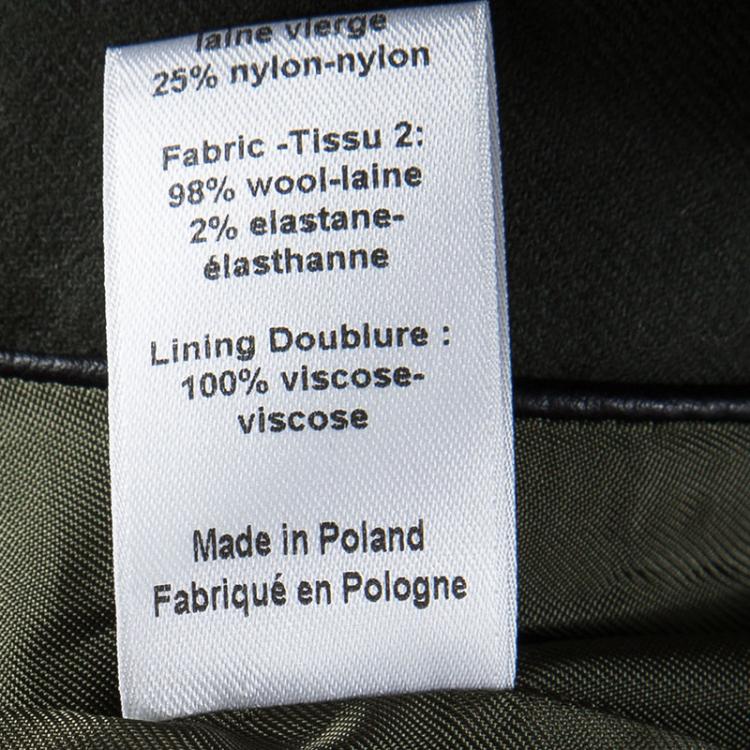 laine vierge
25% nylon-nylon
Fabric -Tissu 2:
98% wool-laine
2% elastane-
élasthanne
Lining Doublure :
100% viscose-
viscose
Made in Poland
Fabriqué en Pologne